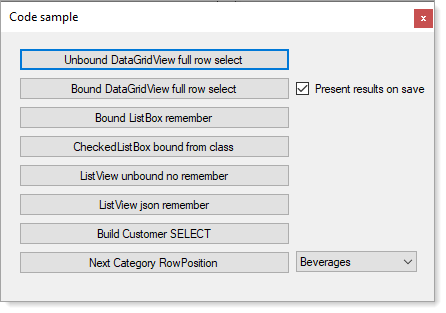 Code sample
Unbound DataGridView full row select
Bound DataGridView full row select
Present results on save
Bound ListBox remember
CheckedListBox bound from class
ListView unbound no remember
ListView json remember
Build Customer SELECT
Next Category RowPosition
Beverages